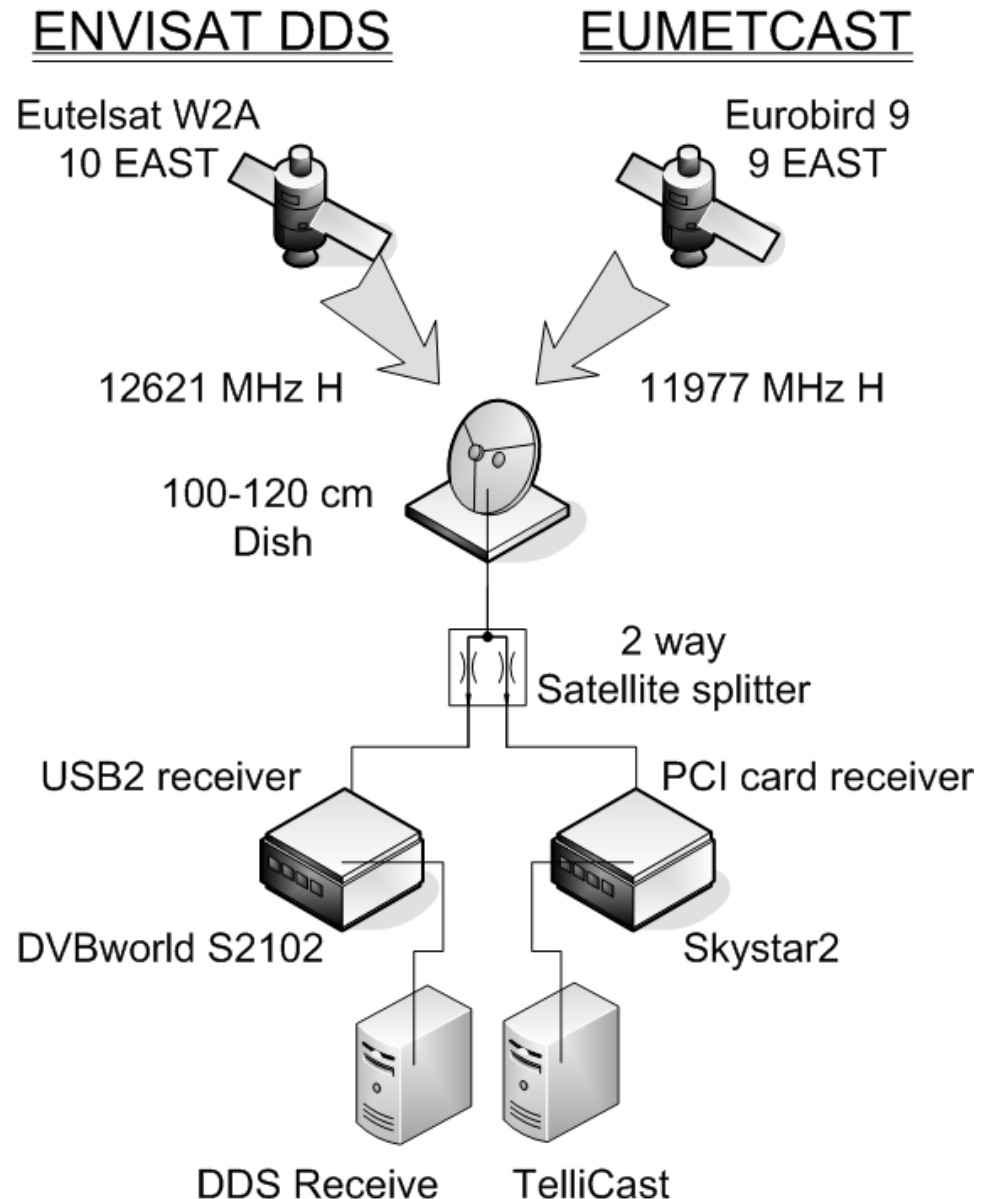 ENVISAT DDS
EUMETCAST
Eutelsat W2A
10 EAST
Eurobird 9
9 EAST
12621 MHz H
11977 MHz H
100-120 cm
Dish
2 way
Satellite splitter
USB2 receiver
PCI card receiver
DVBworld S2102
Skystar2
DDS Receive
TelliCast